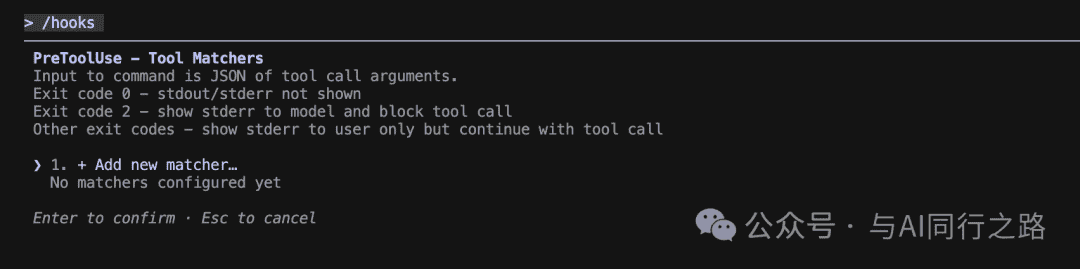 > /hooks
PreToolUse – Tool Matchers
Input to command is JSON of tool call arguments.
Exit code 0 – stdout/stderr not shown
Exit code 2 – show stderr to model and block tool call
Other exit codes – show stderr to user only but continue with tool call
❯ 1. + Add new matcher…
No matchers configured yet
Enter to confirm · Esc to cancel
公众号 · 与AI同行之路